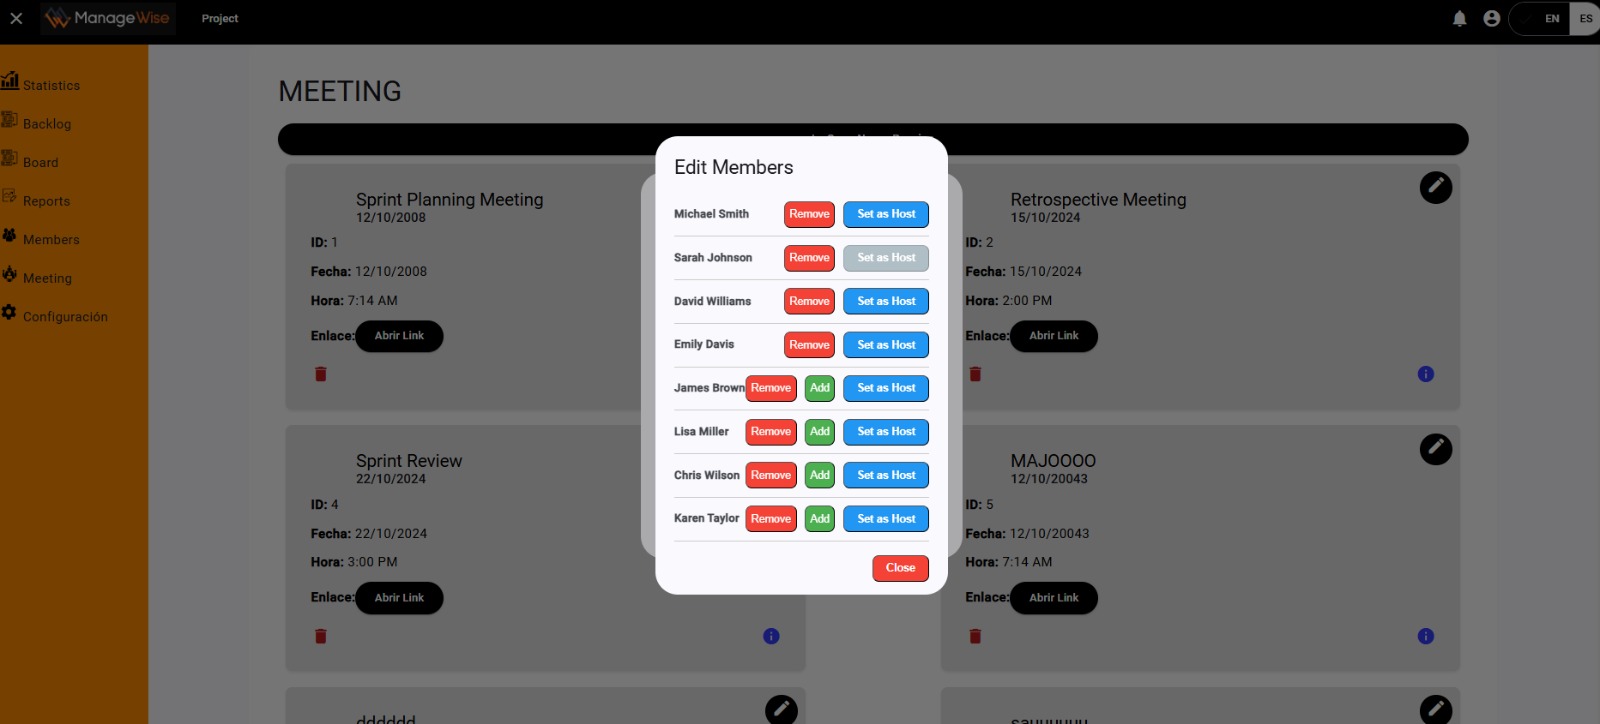 ManageWise
Project
EN
ES
Statistics
Backlog
Board
Reports
Members
Meeting
Configuración
MEETING
Sprint Planning Meeting
12/10/2008
ID: 1
Fecha: 12/10/2008
Hora: 7:14 AM
Enlace: Abrir Link
Retrospective Meeting
15/10/2024
ID: 2
Fecha: 15/10/2024
Hora: 2:00 PM
Enlace: Abrir Link
Edit Members
Michael Smith Remove Set as Host
Sarah Johnson Remove Set as Host
David Williams Remove Set as Host
Emily Davis Remove Set as Host
James Brown Remove Add Set as Host
Lisa Miller Remove Add Set as Host
Chris Wilson Remove Add Set as Host
Karen Taylor Remove Add Set as Host
Close
Sprint Review
22/10/2024
ID: 4
Fecha: 22/10/2024
Hora: 3:00 PM
Enlace: Abrir Link
MAJOOOO
12/10/20043
ID: 5
Fecha: 12/10/20043
Hora: 7:14 AM
Enlace: Abrir Link
dddddd